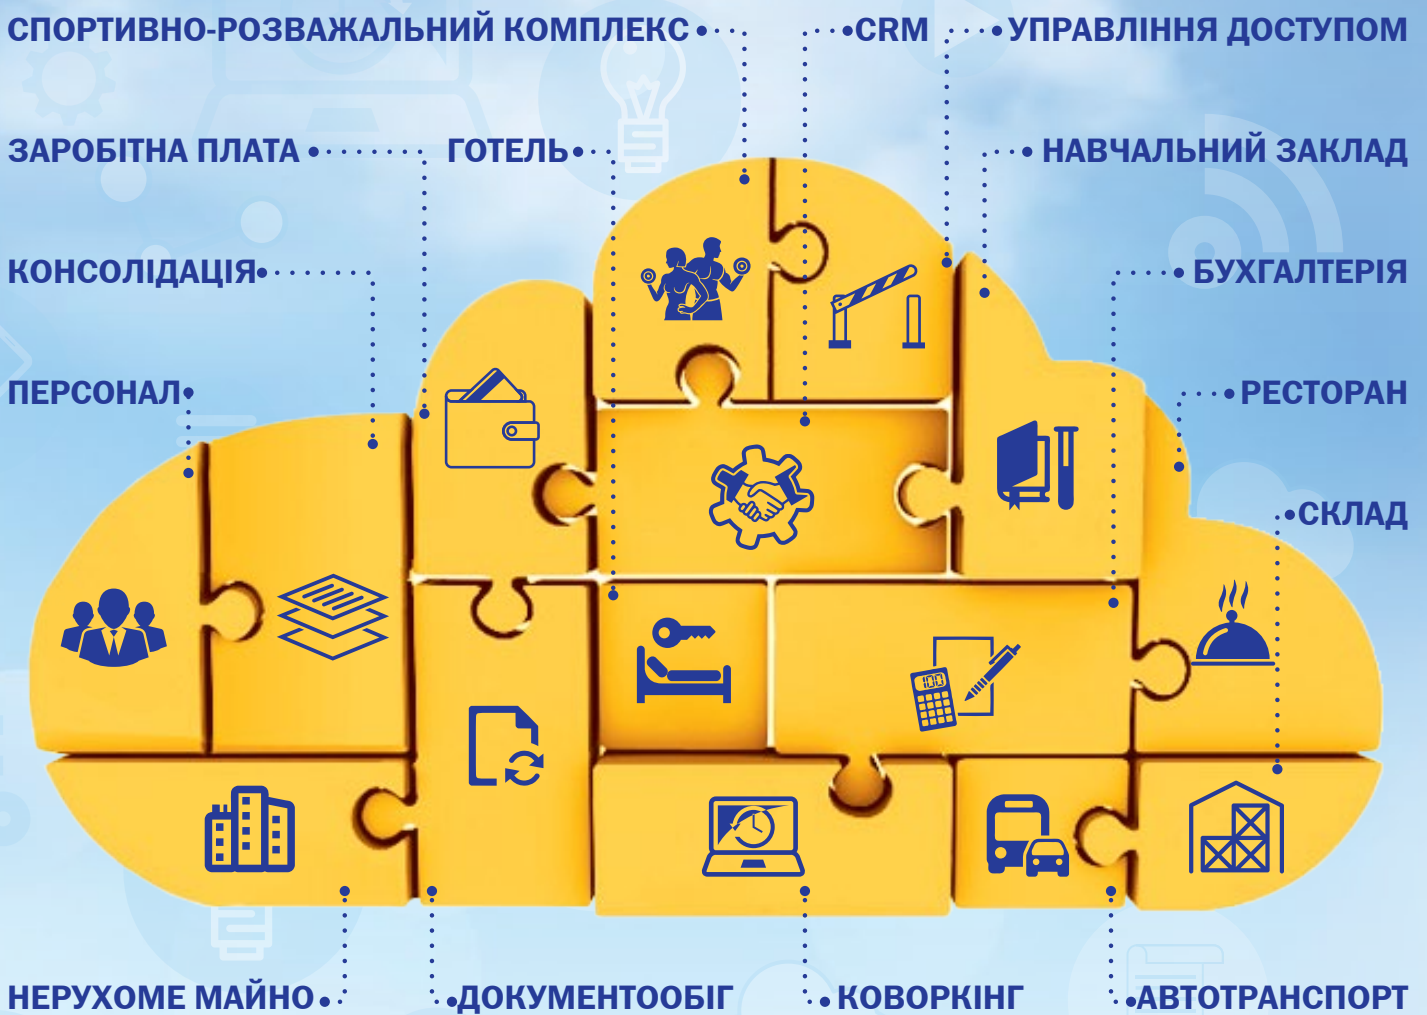 СПОРТИВНО-РОЗВАЖАЛЬНИЙ КОМПЛЕКС
CRM
УПРАВЛІННЯ ДОСТУПОМ
ЗАРОБІТНА ПЛАТА
ГОТЕЛЬ
НАВЧАЛЬНИЙ ЗАКЛАД
КОНСОЛІДАЦІЯ
БУХГАЛТЕРІЯ
ПЕРСОНАЛ
РЕСТОРАН
СКЛАД
100
НЕРУХОМЕ МАЙНО
ДОКУМЕНТООБІГ
КОВОРКІНГ
АВТОТРАНСПОРТ